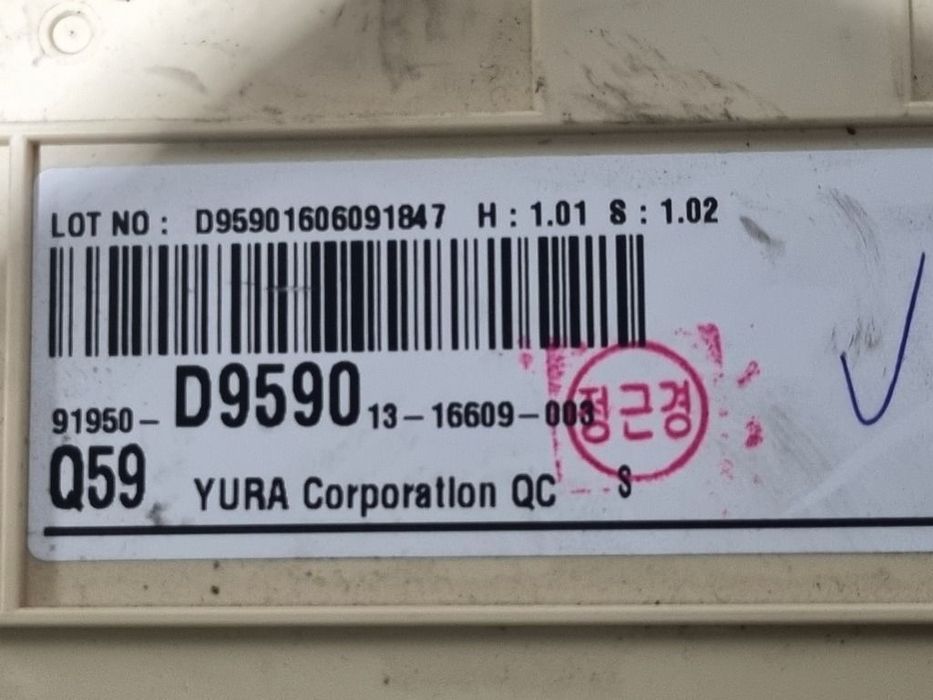 LOT NO : D95901606091847 H : 1.01 S : 1.02
91950- D9590 13-16609-003
정근경
Q59 YURA Corporation QC S